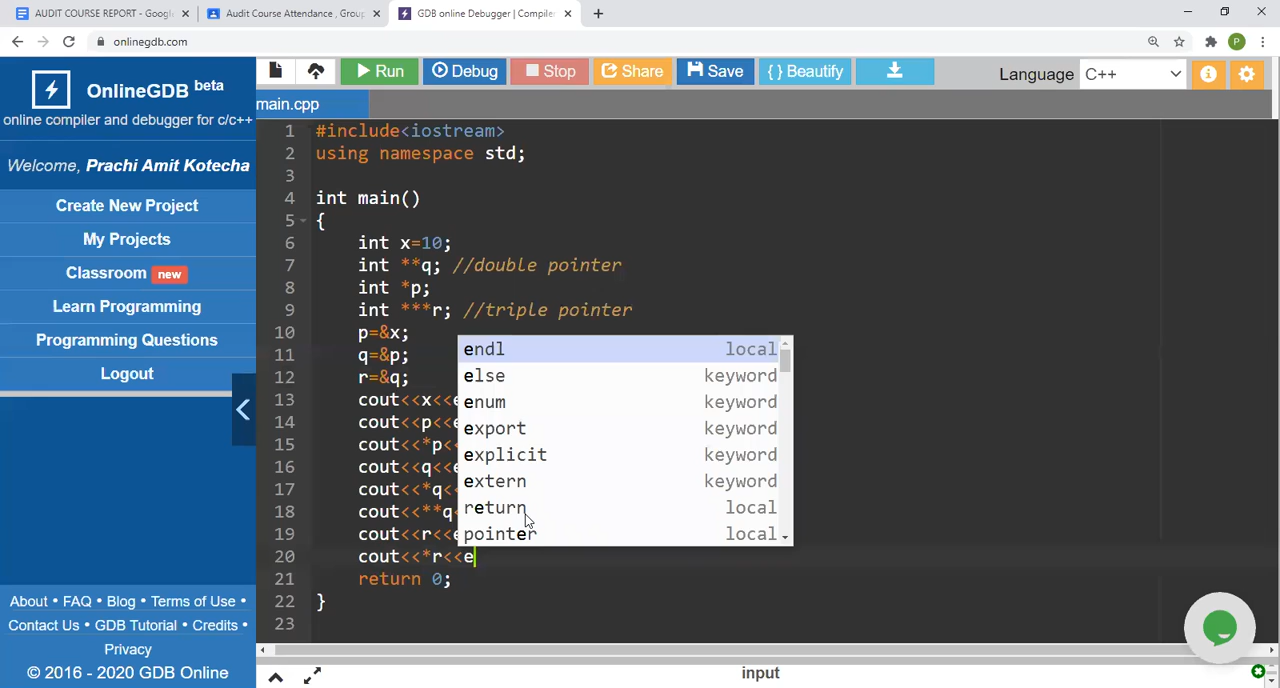 AUDIT COURSE REPORT - Google
Audit Course Attendance , Group
GDB online Debugger | Compiler
onlinegdb.com
P
OnlineGDB beta
online compiler and debugger for c/c++
Welcome, Prachi Amit Kotecha
Create New Project
My Projects
Classroom new
Learn Programming
Programming Questions
Logout
About • FAQ • Blog • Terms of Use •
Contact Us • GDB Tutorial • Credits •
Privacy
© 2016 - 2020 GDB Online
Run Debug Stop Share Save { } Beautify
Language C++
main.cpp
1 #include<iostream>
2 using namespace std;
3
4 int main()
5 {
6 int x=10;
7 int **q; //double pointer
8 int *p;
9 int ***r; //triple pointer
10 p=&x;
11 q=&p;
12 r=&q;
13 cout<<x<<e
14 cout<<p<<e
15 cout<<*p<<
16 cout<<q<<e
17 cout<<*q<<
18 cout<<**q<
19 cout<<r<<e
20 cout<<*r<<e
21 return 0;
22 }
23
endl local
else keyword
enum keyword
export keyword
explicit keyword
extern keyword
return local
pointer local
input